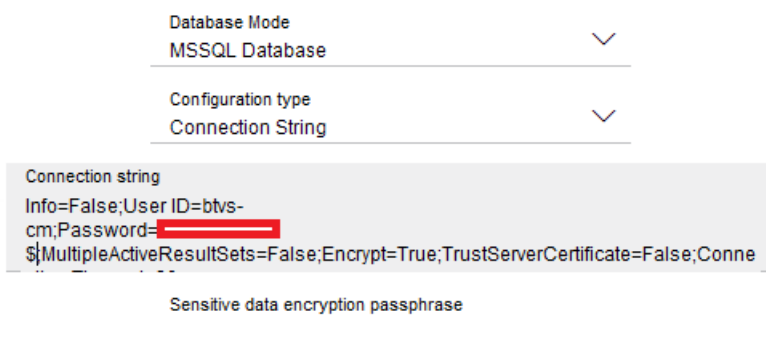 Database Mode
MSSQL Database
Configuration type
Connection String
Connection string
Info=False;User ID=btvs-
cm;Password=
$;MultipleActiveResultSets=False;Encrypt=True;TrustServerCertificate=False;Conne
Sensitive data encryption passphrase